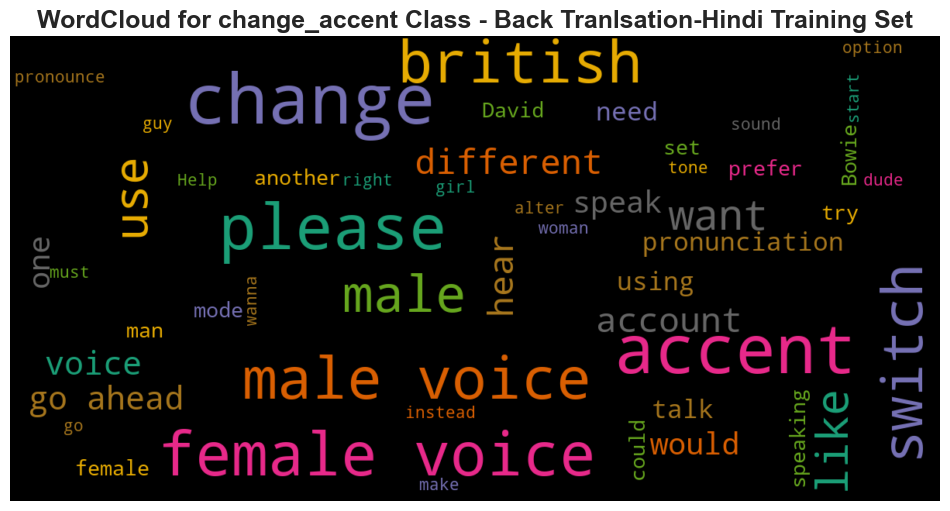 WordCloud for change_accent Class - Back Tranlsation-Hindi Training Set
british
option
pronounce
change
David
need
start
guy
sound
Bowie
different
set
tone
prefer
use
Help
another
right
girl
dude
please
alter
speak
want
try
woman
one
must
hear
pronunciation
wanna
using
mode
male
account
switch
man
accent
voice
male voice
go ahead
instead
talk
like
speaking
go
could
would
female
female voice
make